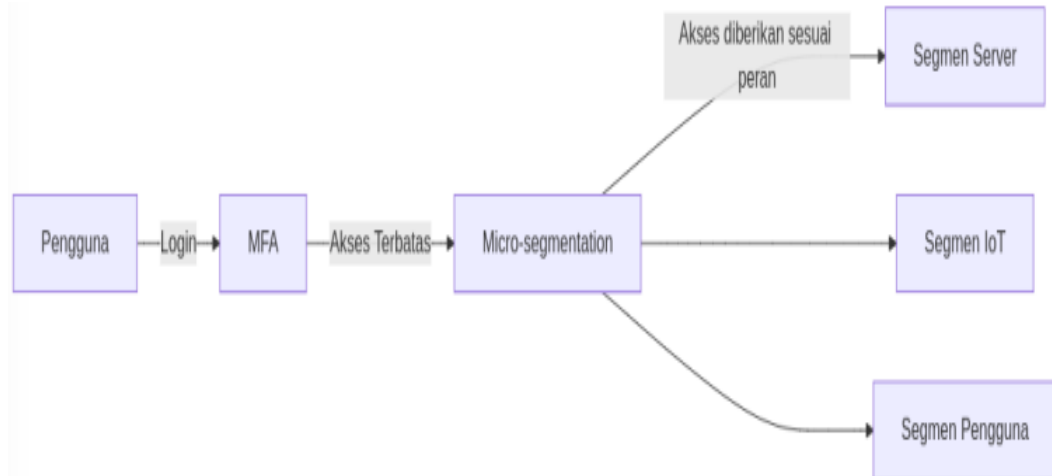 Akses diberikan sesuai
peran
Segmen Server
Pengguna
Login
MFA
Akses Terbatas
Micro-segmentation
Segmen IoT
Segmen Pengguna